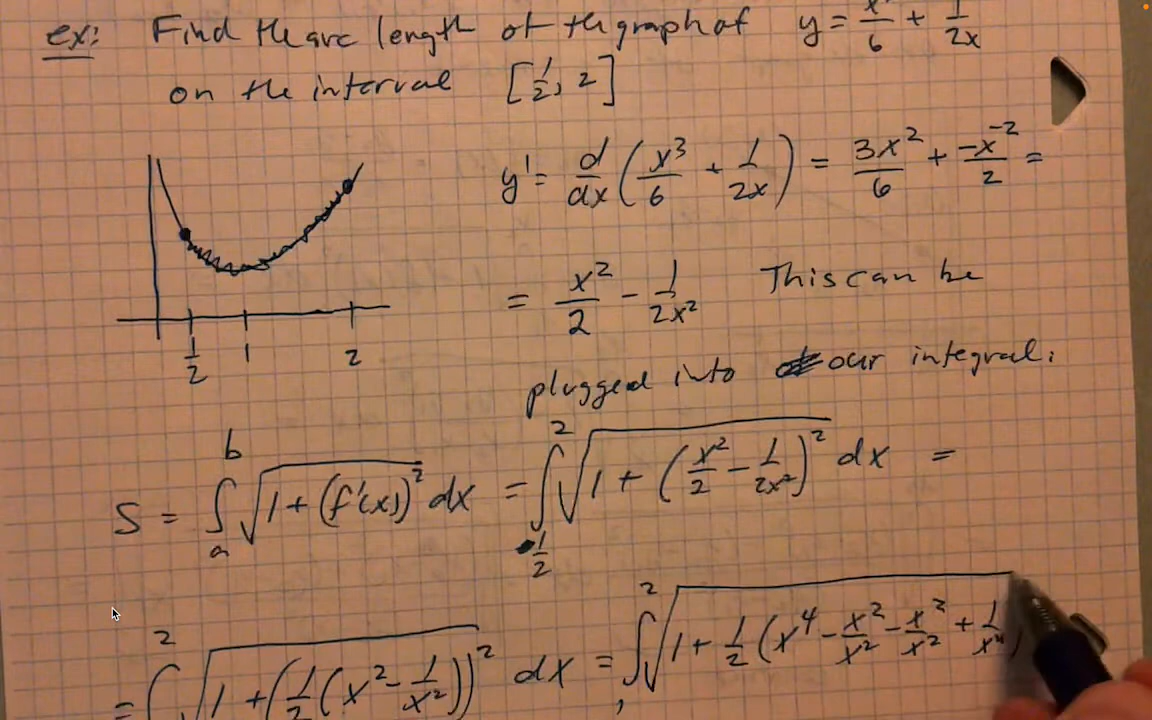 ex: Find the arc length of the graph of y = x³/6 + 1/2x
on the interval [1/2, 2]
y' = d/dx (x³/6 + 1/2x) = 3x²/6 + -x⁻²/2 =
= x²/2 - 1/2x² This can be
plugged into our integral:
1/2 1 2
S = ∫ₐᵇ √(1 + (f'(x))²) dx = ∫_{1/2}^2 √(1 + (x²/2 - 1/2x²)²) dx =
= ∫² √(1 + (1/2(x² - 1/x²))²) dx = ∫² √(1 + 1/2(x⁴ - x²/x² - x²/x² + 1/x⁴)